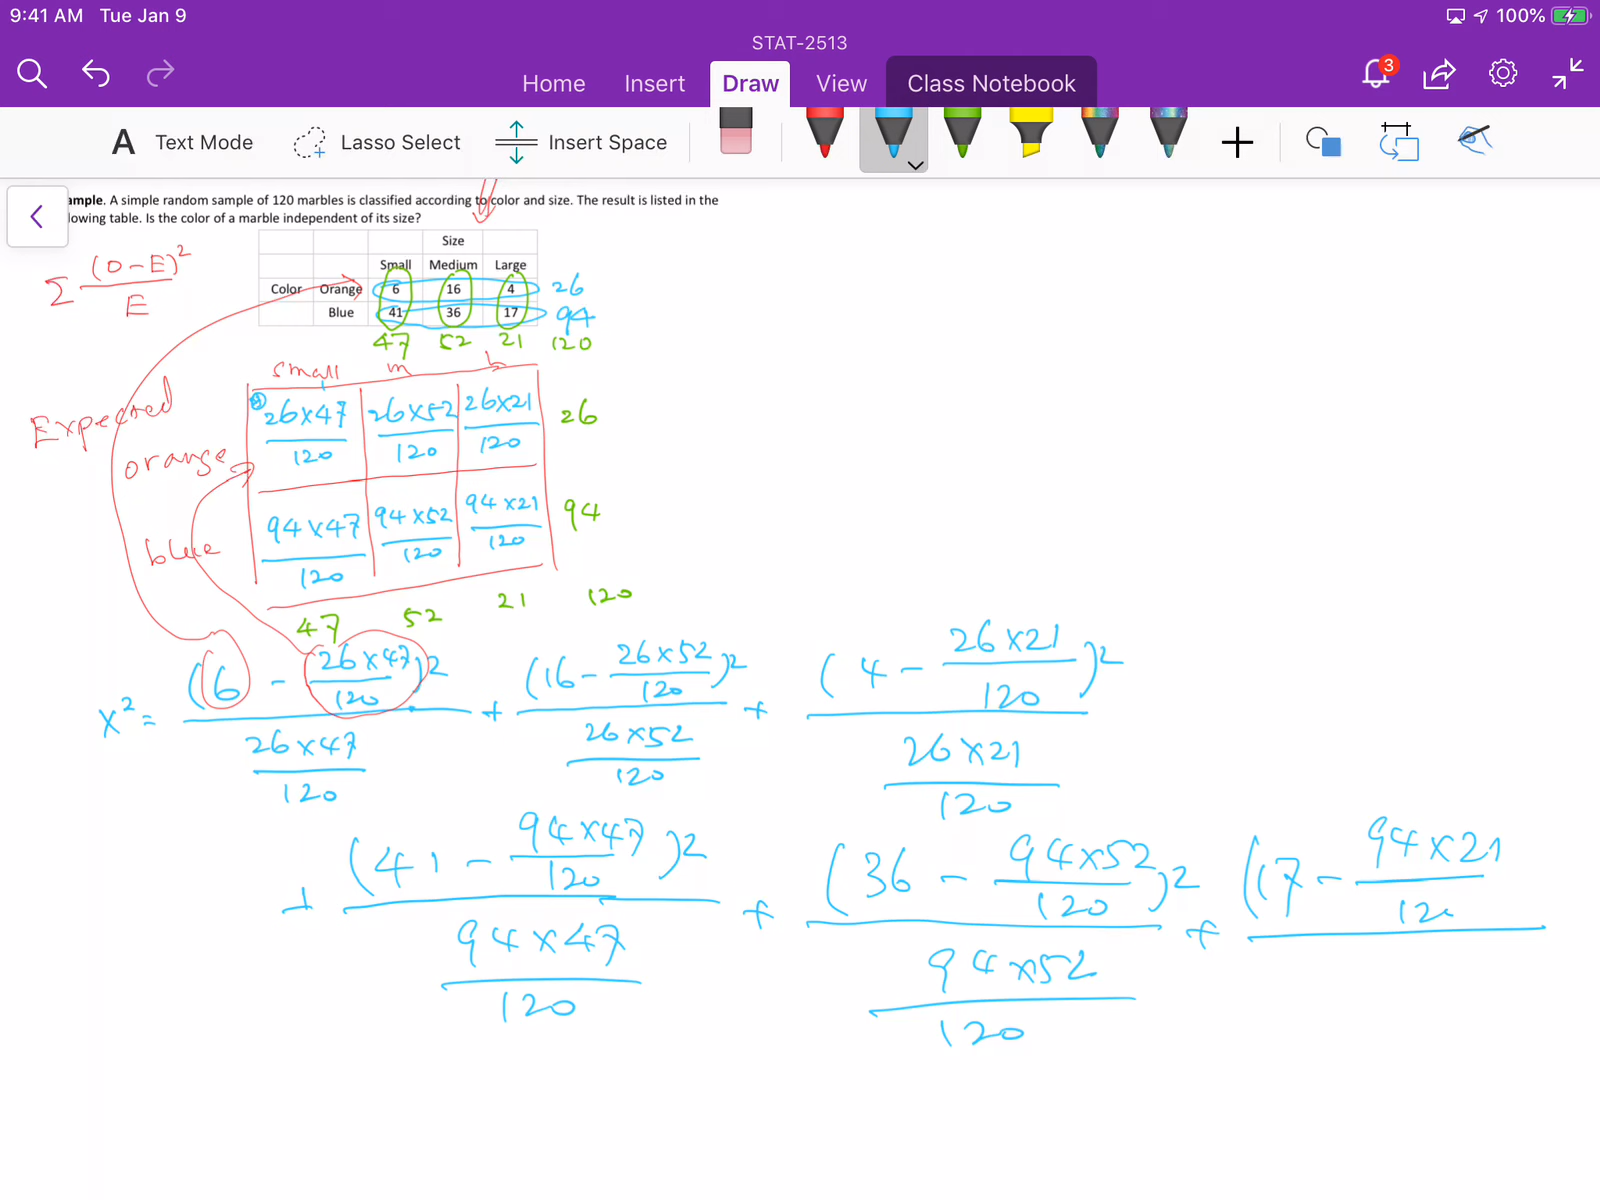 9:41 AM Tue Jan 9
100%
STAT-2513
Home Insert Draw View Class Notebook
3
A Text Mode Lasso Select Insert Space
ample. A simple random sample of 120 marbles is classified according to color and size. The result is listed in the
lowing table. Is the color of a marble independent of its size?
Size
Small Medium Large
Color Orange 6 16 4 26
Blue 41 36 17 94
47 52 21 120
Σ (O-E)² / E
Expected
small m L
orange 26x47/120 26x52/120 26x21/120 26
blue 94x47/120 94x52/120 94x21/120 94
47 52 21 120
x² = (6 - 26x47/120)² / (26x47/120) + (16 - 26x52/120)² / (26x52/120) + (4 - 26x21/120)² / (26x21/120)
+ (41 - 94x47/120)² / (94x47/120) + (36 - 94x52/120)² / (94x52/120) + (17 - 94x21/120